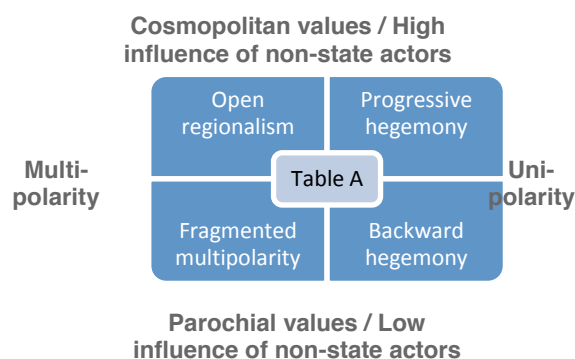 Cosmopolitan values / High
influence of non-state actors
Open
regionalism
Progressive
hegemony
Multi-
polarity
Table A
Uni-
polarity
Fragmented
multipolarity
Backward
hegemony
Parochial values / Low
influence of non-state actors